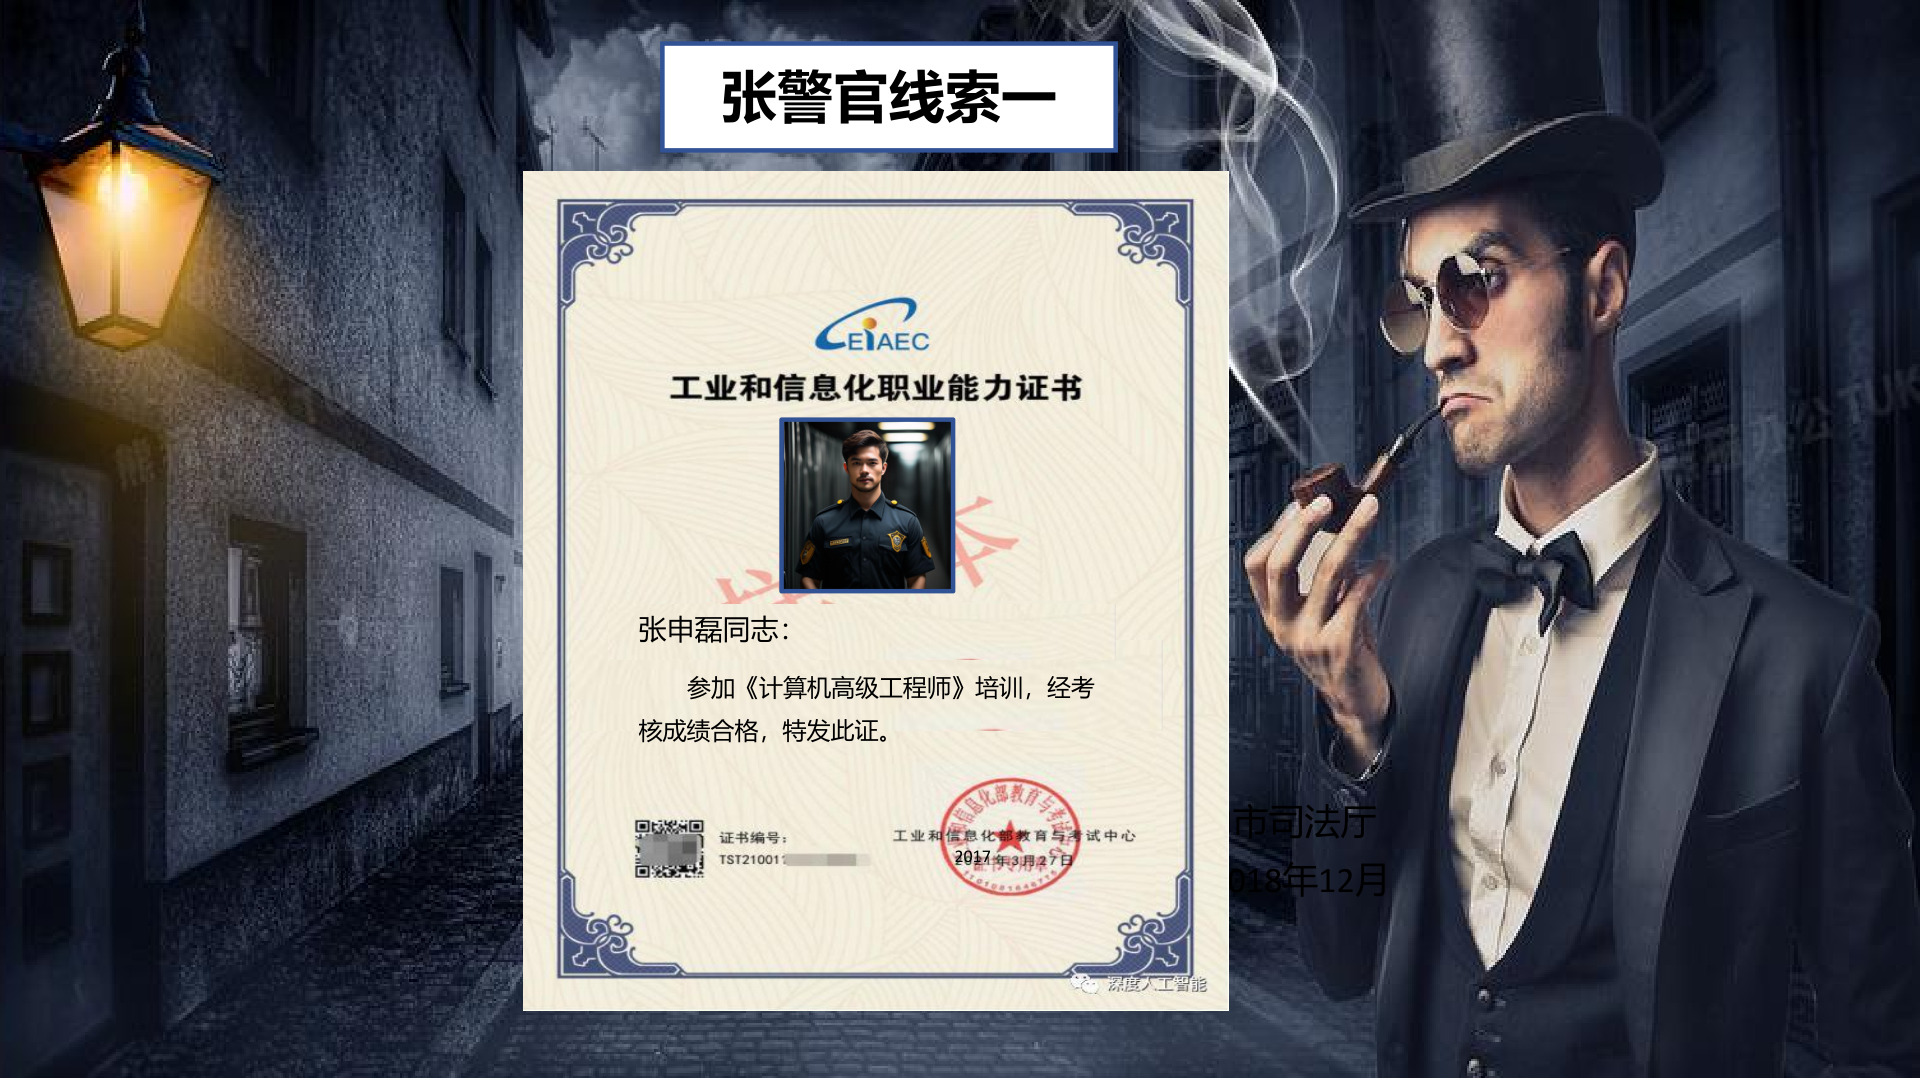 张警官线索一
CEIAEC
工业和信息化职业能力证书
张申磊同志：
参加《计算机高级工程师》培训，经考
核成绩合格，特发此证。
证书编号：
TST21001
工业和信息化部教育与考试中心
2017年3月27日
市司法厅
018年12月
深度人工智能